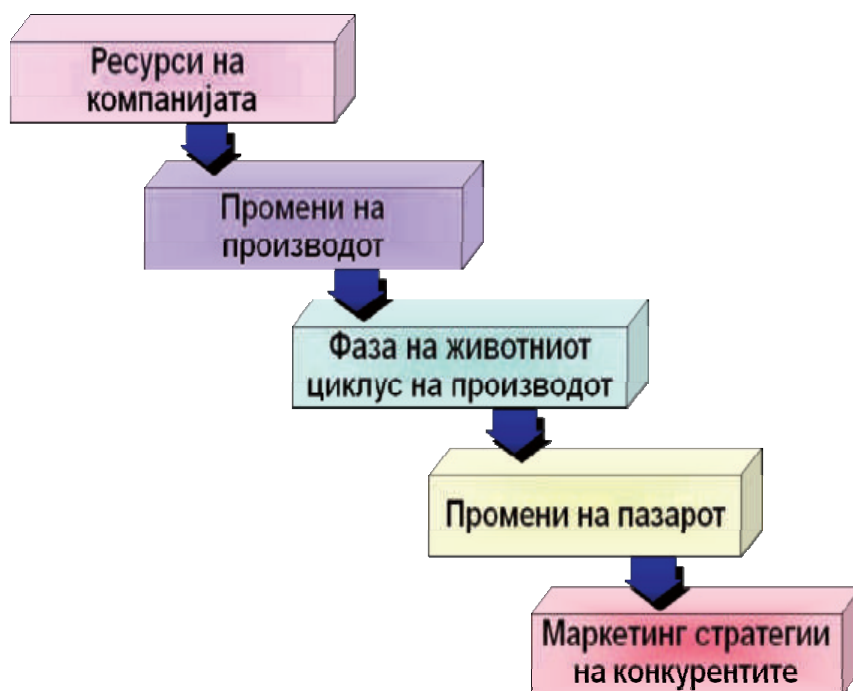 Ресурси на
компанијата
Промени на
производот
Фаза на животниот
циклус на производот
Промени на пазарот
Маркетинг стратегии
на конкурентите